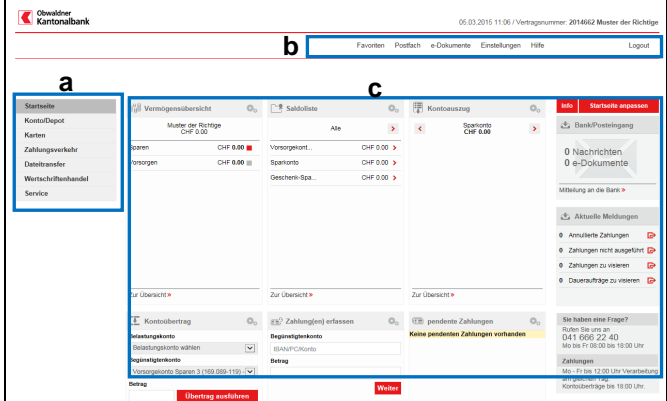 Obwaldner
Kantonalbank
05.03.2015 11:06 / Vertragsnummer: 2014662 Muster der Richtige
b
Favoriten Postfach e-Dokumente Einstellungen Hilfe Logout
a
c
Startseite
Konto/Depot
Karten
Zahlungsverkehr
Dateitransfer
Wertschriftenhandel
Service
Vermögensübersicht
Muster der Richtige
CHF 0.00
Sparen CHF 0.00
Vorsorgen CHF 0.00
Zur Übersicht »
Saldoliste
Alle
Vorsorgekont... CHF 0.00
Sparkonto CHF 0.00
Geschenk-Spa... CHF 0.00
Zur Übersicht »
Kontoauszug
Sparkonto
CHF 0.00
Zur Übersicht »
Info Startseite anpassen
Bank/Posteingang
0 Nachrichten
0 e-Dokumente
Mitteilung an die Bank »
Aktuelle Meldungen
0 Annullierte Zahlungen
0 Zahlungen nicht ausgeführt
0 Zahlungen zu visieren
0 Daueraufträge zu visieren
Kontoübertrag
Belastungskonto
Belastungskonto wählen
Begünstigtenkonto
Vorsorgekonto Sparen 3 (169.089-119) -
Betrag
Übertrag ausführen
Zahlung(en) erfassen
Begünstigtenkonto
IBAN/PC/Konto
Betrag
Weiter
pendente Zahlungen
Keine pendenten Zahlungen vorhanden
Sie haben eine Frage?
Rufen Sie uns an
041 666 22 40
Mo bis Fr 08:00 bis 18:00 Uhr
Zahlungen
Mo - Fr bis 12:00 Uhr Verarbeitung
am gleichen Tag.
Kontoüberträge bis 18:00 Uhr.